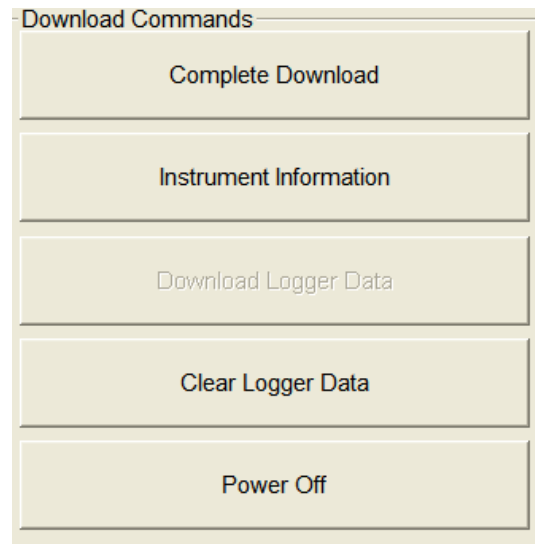 Download Commands
Complete Download
Instrument Information
Download Logger Data
Clear Logger Data
Power Off